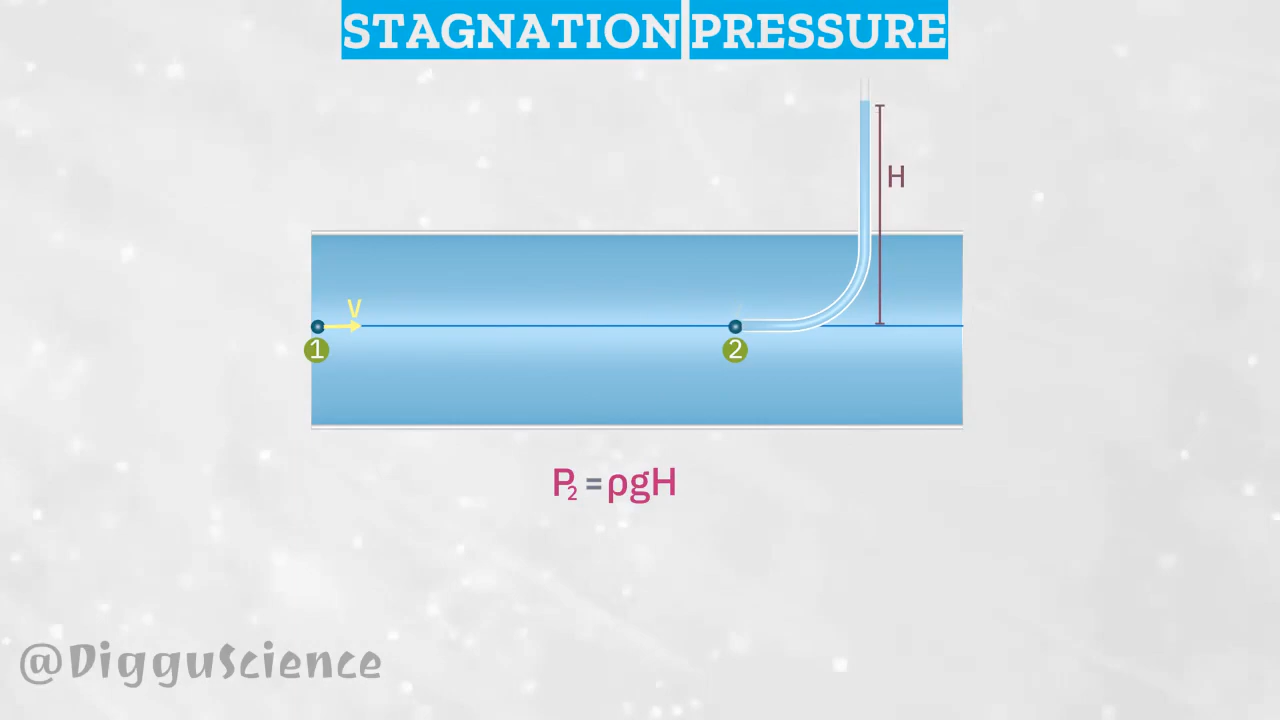 STAGNATION PRESSURE
H
V
1
2
P₂ = ρgH
@DigguScience